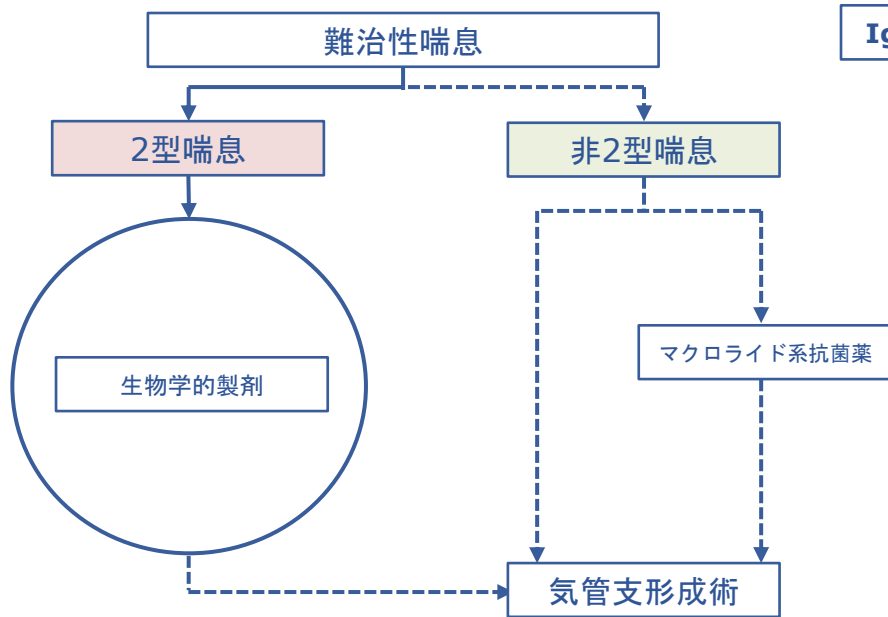 難治性喘息
Ig
2型喘息
非2型喘息
マクロライド系抗菌薬
生物学的製剤
気管支形成術